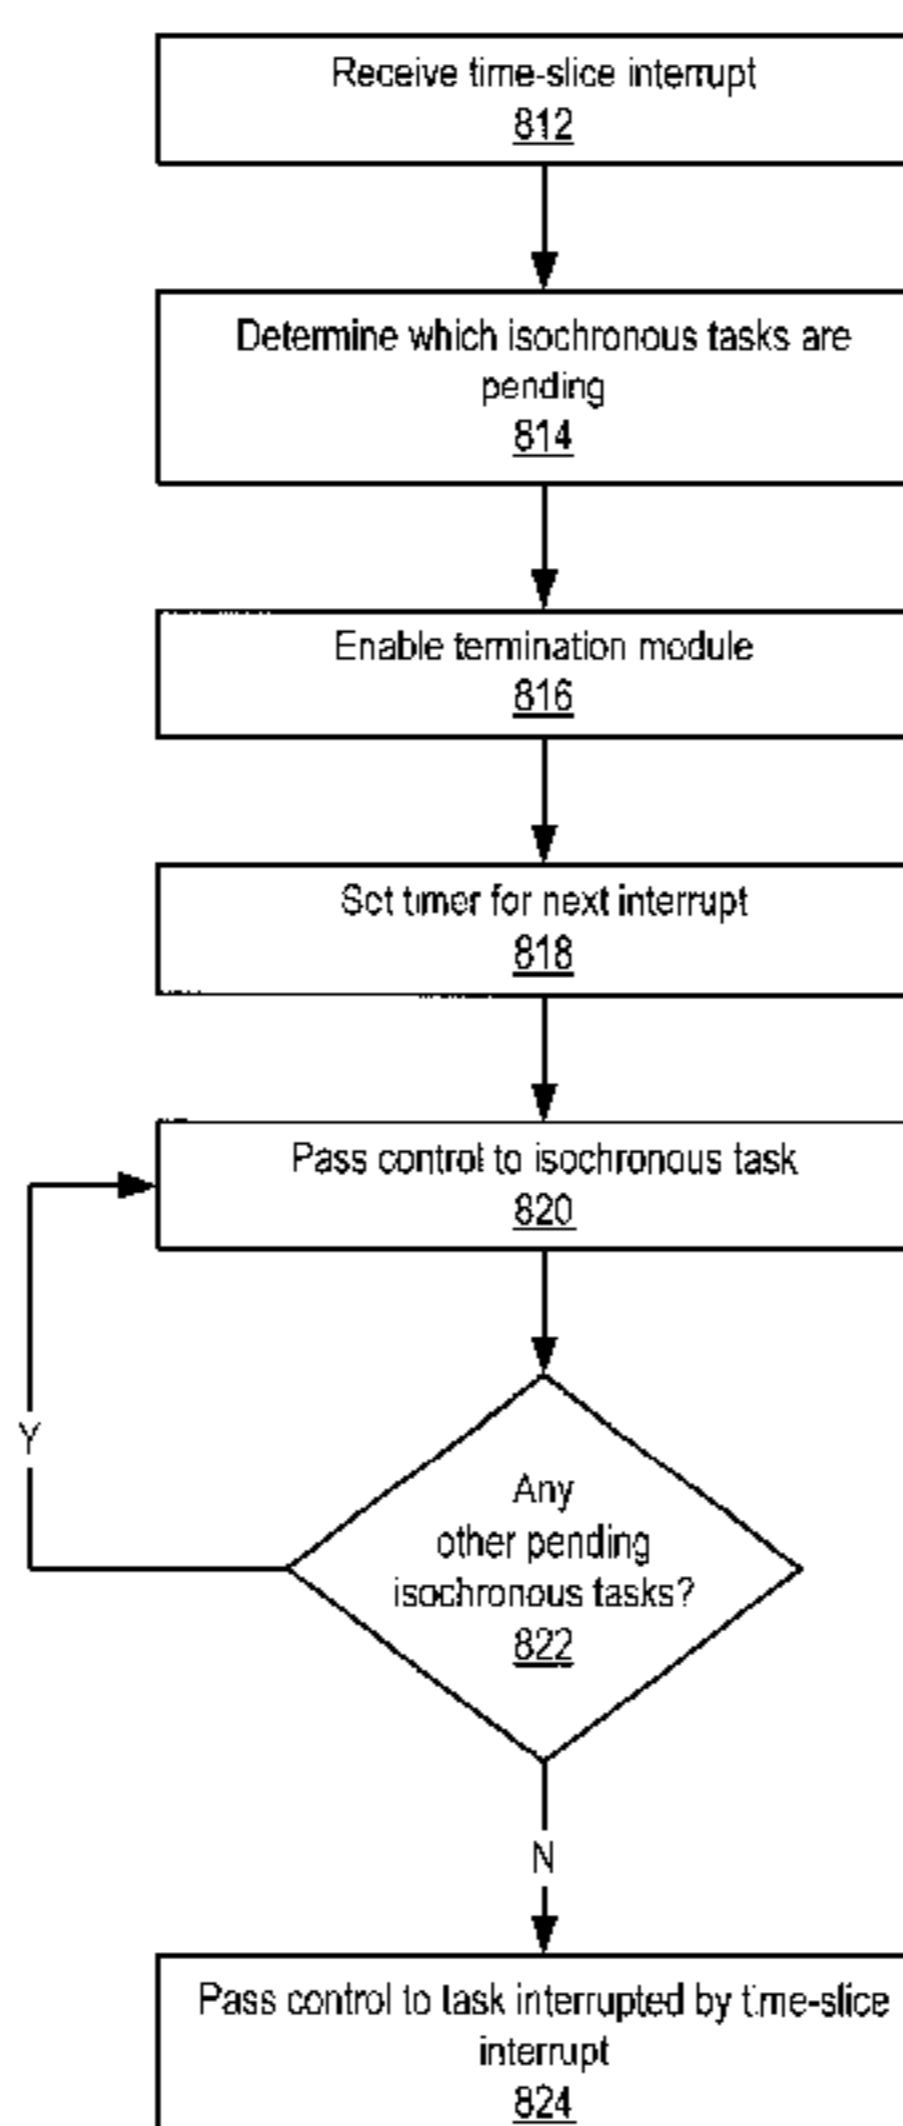 Receive time-slice interrupt
812
Determine which isochronous tasks are
pending
814
Enable termination module
816
Set timer for next interrupt
818
Pass control to isochronous task
820
Y
Any
other pending
isochronous tasks?
822
N
Pass control to task interrupted by time-slice
interrupt
824